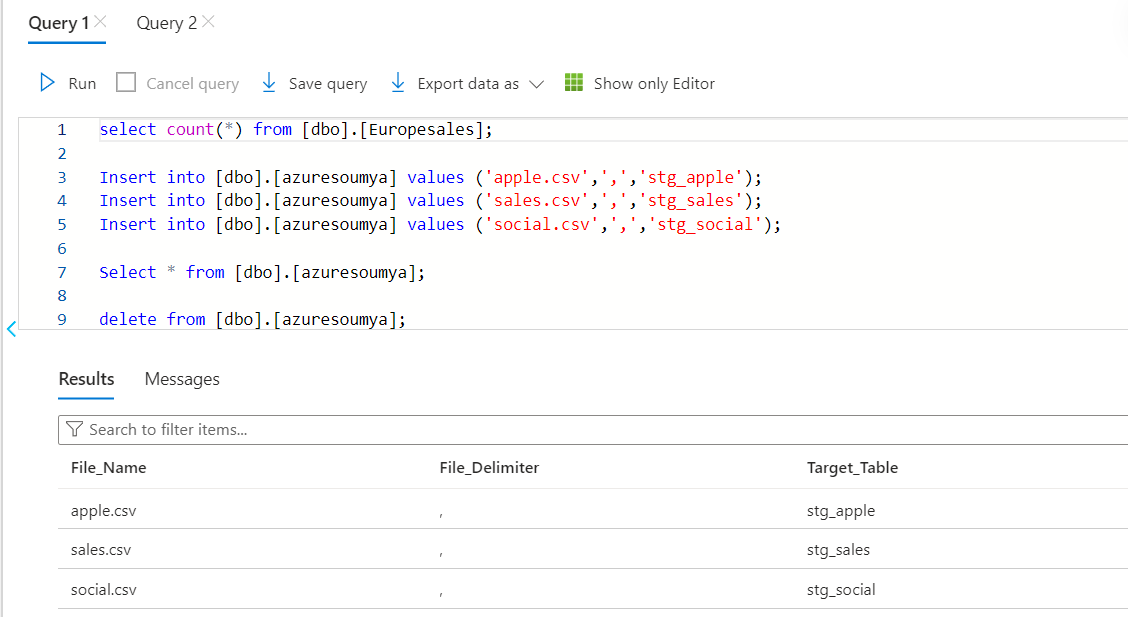 Query 1 Query 2
Run Cancel query Save query Export data as Show only Editor
1 select count(*) from [dbo].[Europesales];
2
3 Insert into [dbo].[azuresoumya] values ('apple.csv',',','stg_apple');
4 Insert into [dbo].[azuresoumya] values ('sales.csv',',','stg_sales');
5 Insert into [dbo].[azuresoumya] values ('social.csv',',','stg_social');
6
7 Select * from [dbo].[azuresoumya];
8
9 delete from [dbo].[azuresoumya];
Results Messages
Search to filter items...
File_Name File_Delimiter Target_Table
apple.csv , stg_apple
sales.csv , stg_sales
social.csv , stg_social